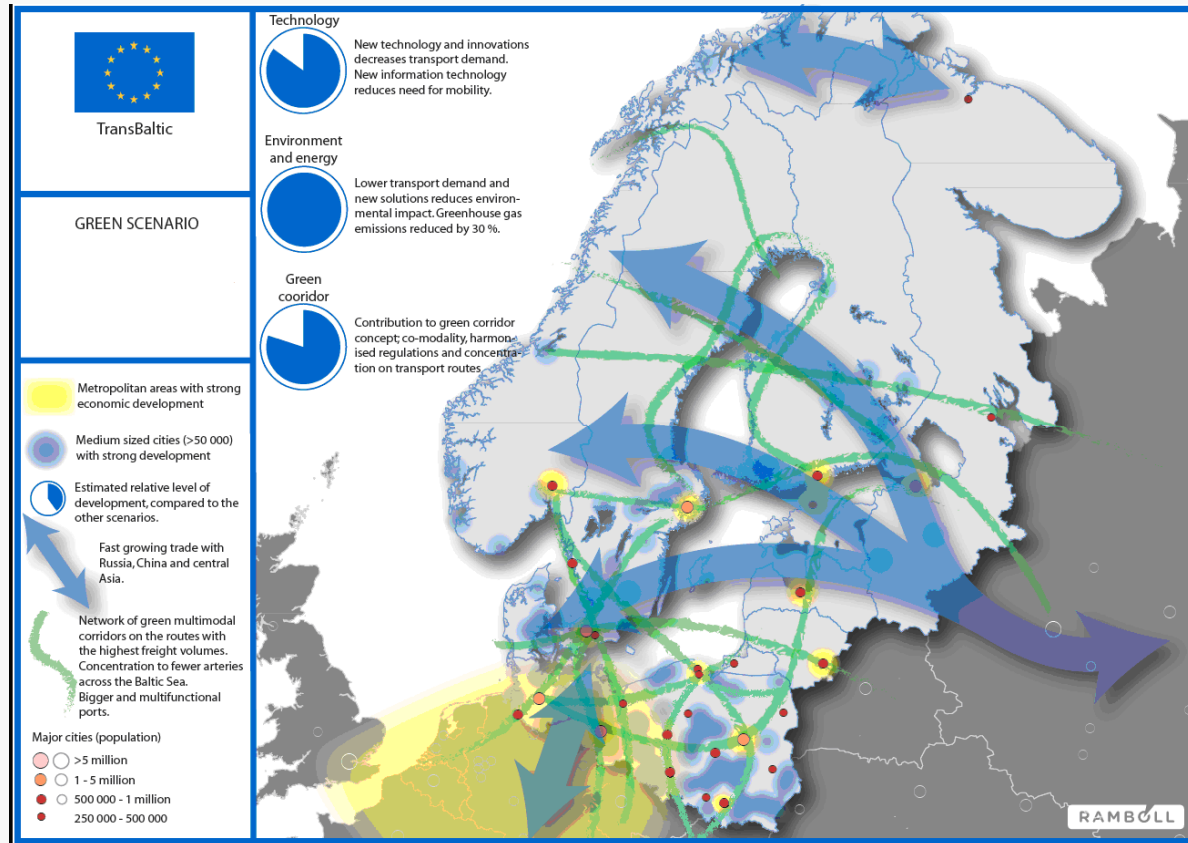 TransBaltic
GREEN SCENARIO
Metropolitan areas with strong
economic development
Medium sized cities (>50 000)
with strong development
Estimated relative level of
development, compared to the
other scenarios.
Fast growing trade with
Russia, China and central
Asia.
Network of green multimodal
corridors on the routes with
the highest freight volumes.
Concentration to fewer arteries
across the Baltic Sea.
Bigger and multifunctional
ports.
Major cities (population)
>5 million
1 - 5 million
500 000 - 1 million
250 000 - 500 000
Technology
New technology and innovations
decreases transport demand.
New information technology
reduces need for mobility.
Environment
and energy
Lower transport demand and
new solutions reduces environ-
mental impact. Greenhouse gas
emissions reduced by 30 %.
Green
cooridor
Contribution to green corridor
concept; co-modality, harmon-
ised regulations and concentra-
tion on transport routes
RAMBOLL